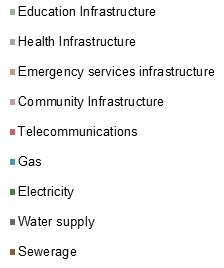 Education Infrastructure
Health Infrastructure
Emergency services infrastructure
Community Infrastructure
Telecommunications
Gas
Electricity
Water supply
Sewerage